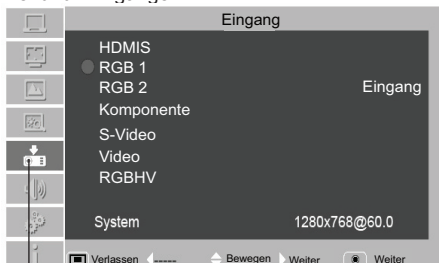 Eingang
HDMIS
RGB 1
RGB 2 Eingang
Komponente
S-Video
Video
RGBHV
System 1280x768@60.0
Verlassen ----- Bewegen Weiter Weiter